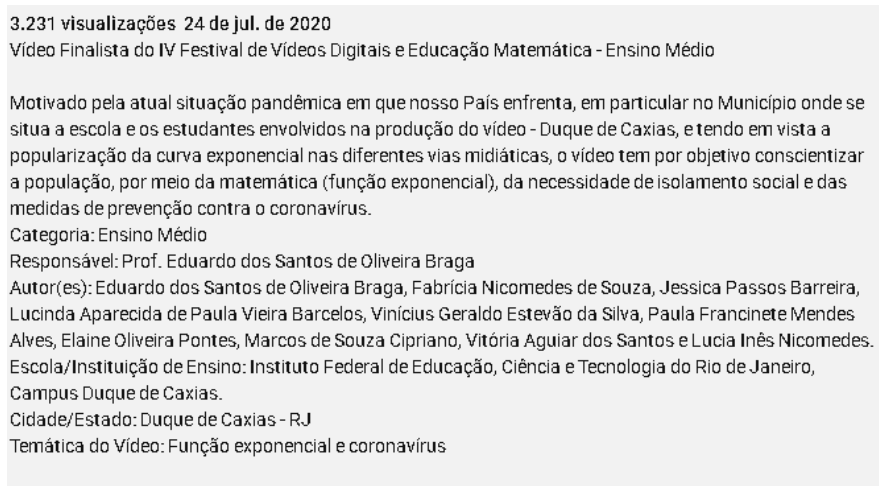 3.231 visualizações 24 de jul. de 2020
Vídeo Finalista do IV Festival de Vídeos Digitais e Educação Matemática - Ensino Médio
Motivado pela atual situação pandêmica em que nosso País enfrenta, em particular no Município onde se
situa a escola e os estudantes envolvidos na produção do vídeo - Duque de Caxias, e tendo em vista a
popularização da curva exponencial nas diferentes vias midiáticas, o vídeo tem por objetivo conscientizar
a população, por meio da matemática (função exponencial), da necessidade de isolamento social e das
medidas de prevenção contra o coronavírus.
Categoria: Ensino Médio
Responsável: Prof. Eduardo dos Santos de Oliveira Braga
Autor(es): Eduardo dos Santos de Oliveira Braga, Fabrícia Nicomedes de Souza, Jessica Passos Barreira,
Lucinda Aparecida de Paula Vieira Barcelos, Vinícius Geraldo Estevão da Silva, Paula Francinete Mendes
Alves, Elaine Oliveira Pontes, Marcos de Souza Cipriano, Vitória Aguiar dos Santos e Lucia Inês Nicomedes.
Escola/Instituição de Ensino: Instituto Federal de Educação, Ciência e Tecnologia do Rio de Janeiro,
Campus Duque de Caxias.
Cidade/Estado: Duque de Caxias - RJ
Temática do Vídeo: Função exponencial e coronavírus